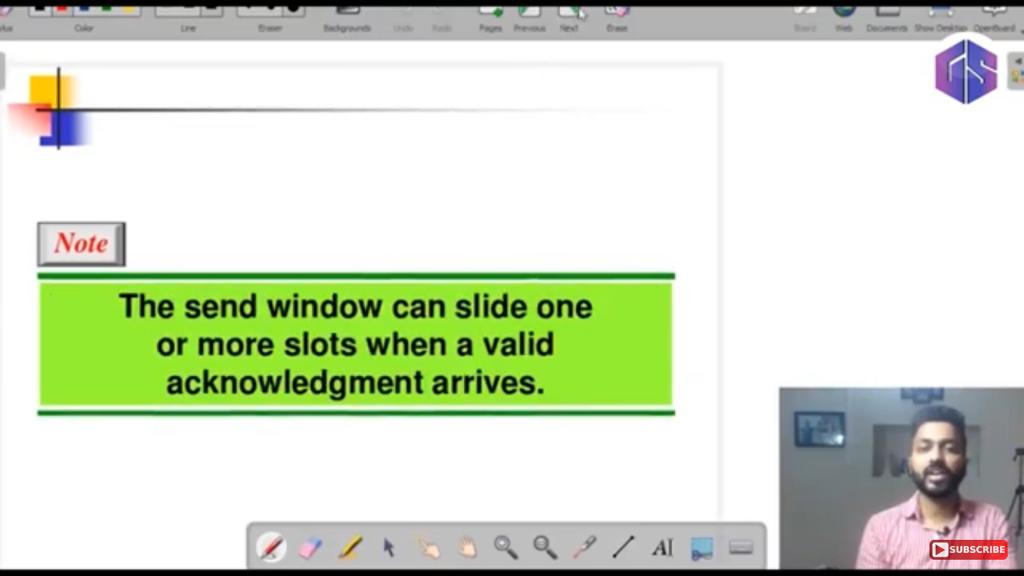 Color
Line
Eraser
Backgrounds
Undo
Redo
Pages
Previous
Next
Erase
Board
Web
Documents
Show Desktop
OpenBoard
Note
The send window can slide one
or more slots when a valid
acknowledgment arrives.
AI
SUBSCRIBE